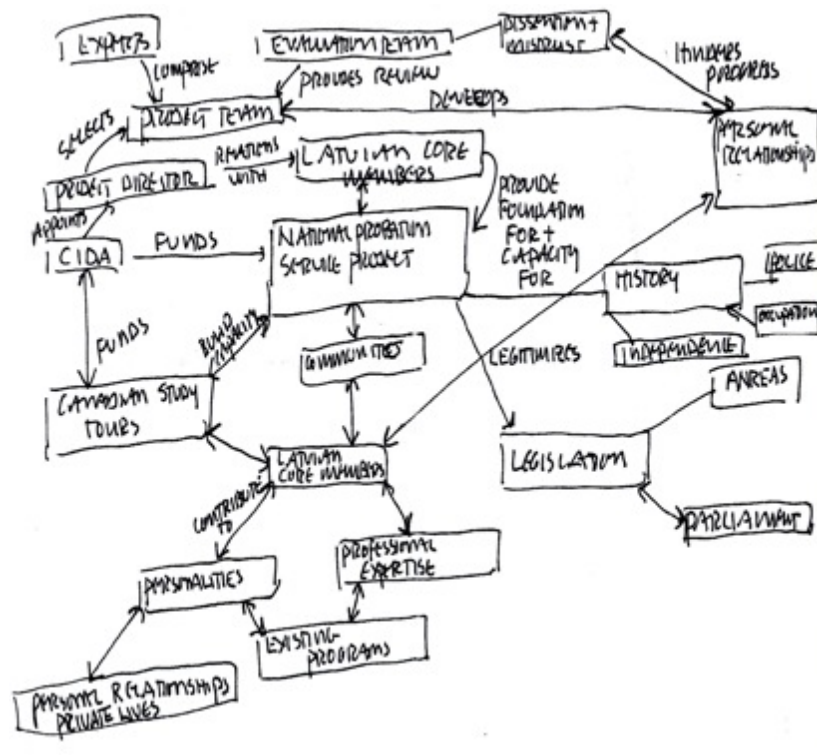 EXPERTS
EVALUATION TEAM
DISSENTION +
MISTRUST
COMPRISE
PROVIDES REVIEW
HINDERS
PROGRESS
SELECTS
PROJECT TEAM
DEVELOPS
PERSONAL
RELATIONSHIPS
PROJECT DIRECTOR
RELATIONS
WITH
LATVIAN CORE
MEMBERS
APPOINTS
PROVIDE
FOUNDATION
FOR +
CAPACITY
FOR
CIDA
FUNDS
NATIONAL PROBATION
SERVICE PROJECT
HISTORY
POLICE
OCCUPATION
INDEPENDENCE
FUNDS
BUILD
CAPACITY
COMMUNITIES
LEGITIMIZES
CANADIAN STUDY
TOURS
ANREAS
LATVIAN
CORE MEMBERS
LEGISLATION
PARLIAMENT
CONTRIBUTE
TO
PROFESSIONAL
EXPERTISE
PERSONALITIES
EXISTING
PROGRAMS
PERSONAL RELATIONSHIPS
PRIVATE LIVES